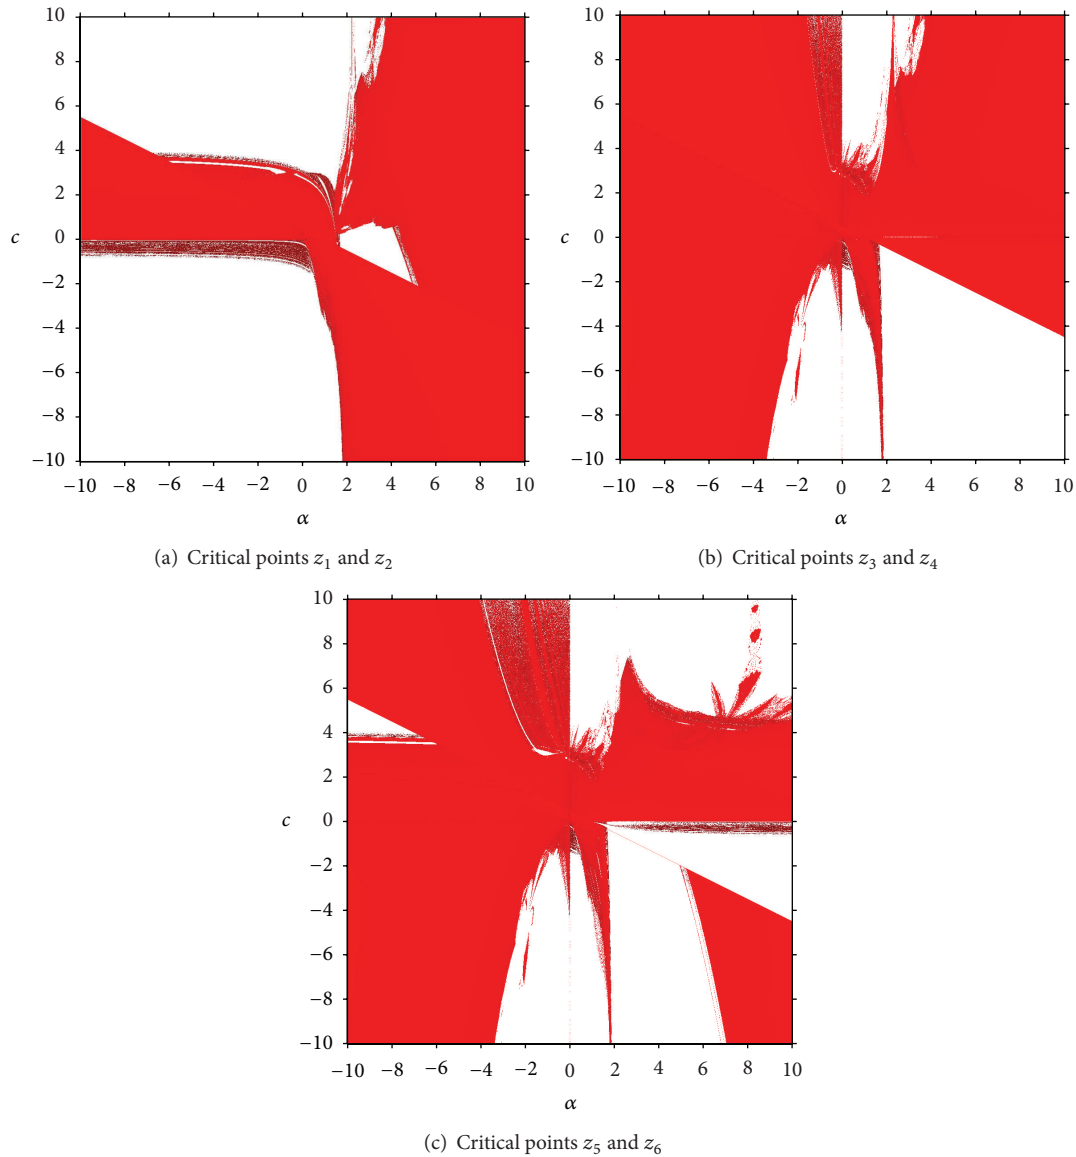 10
8
6
4
2
c 0
−2
−4
−6
−8
−10
−10 −8 −6 −4 −2 0 2 4 6 8 10
α
(a) Critical points z₁ and z₂
10
8
6
4
2
c 0
−2
−4
−6
−8
−10
−10 −8 −6 −4 −2 0 2 4 6 8 10
α
(b) Critical points z₃ and z₄
10
8
6
4
2
c 0
−2
−4
−6
−8
−10
−10 −8 −6 −4 −2 0 2 4 6 8 10
α
(c) Critical points z₅ and z₆